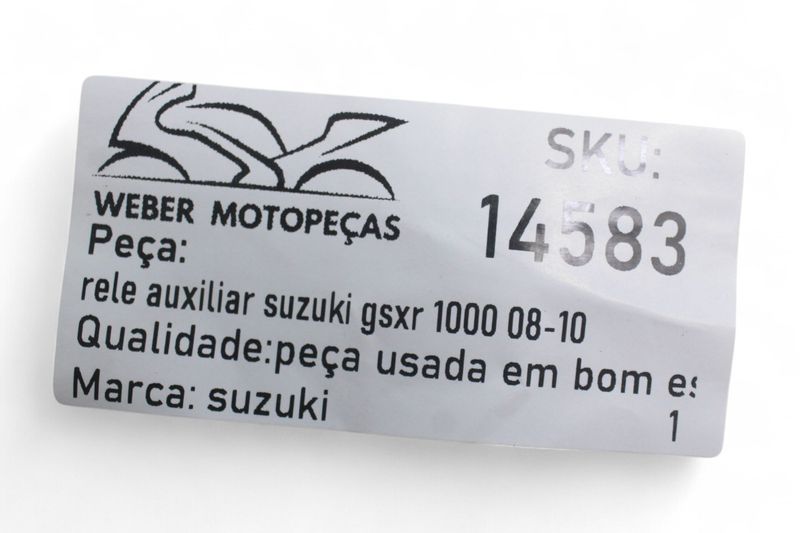 WEBER MOTOPEÇAS
SKU:
14583
Peça:
rele auxiliar suzuki gsxr 1000 08-10
Qualidade:peça usada em bom es
Marca: suzuki
1